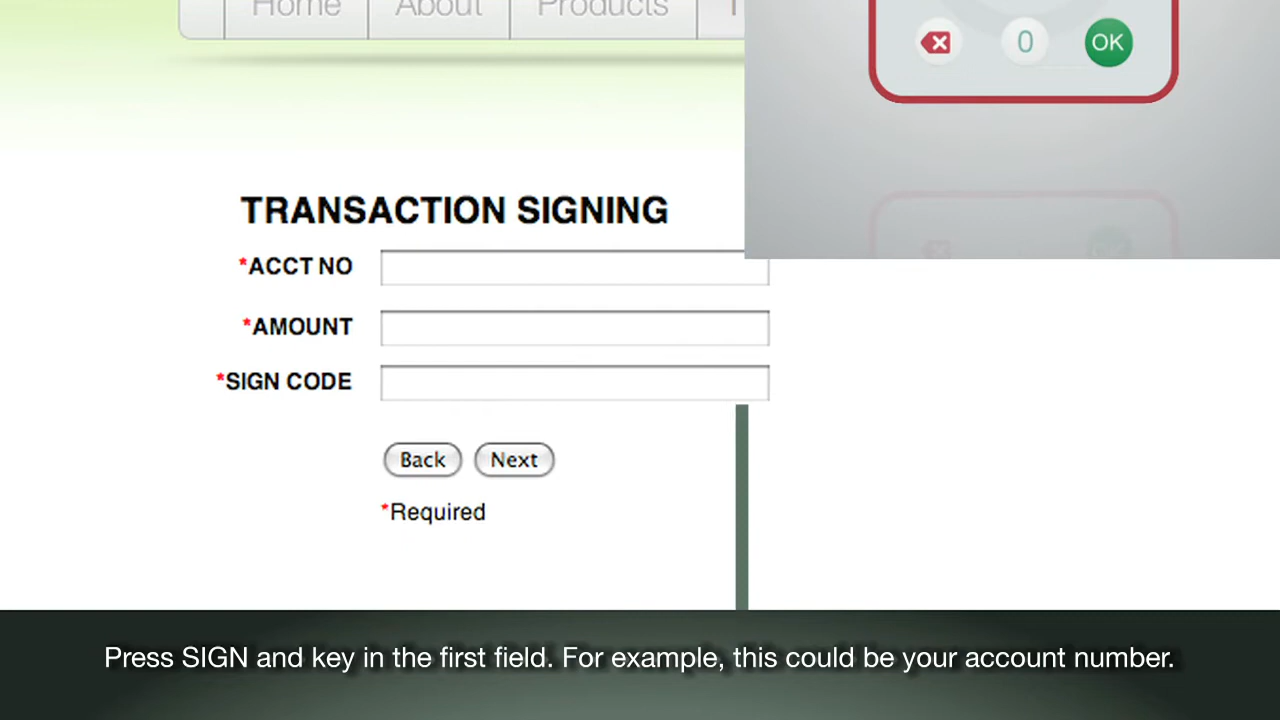 Home About Products
0 OK
TRANSACTION SIGNING
*ACCT NO
*AMOUNT
*SIGN CODE
Back Next
*Required
Press SIGN and key in the first field. For example, this could be your account number.